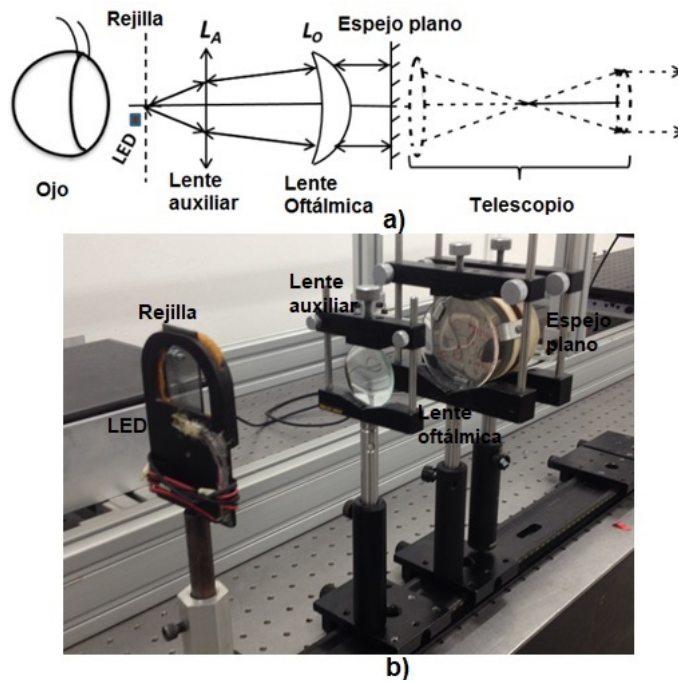 Rejilla
L_A
L_O
Espejo plano
LED
Ojo
Lente
auxiliar
Lente
Oftálmica
Telescopio
a)
Lente
auxiliar
Rejilla
Espejo
plano
LED
Lente
oftálmica
b)